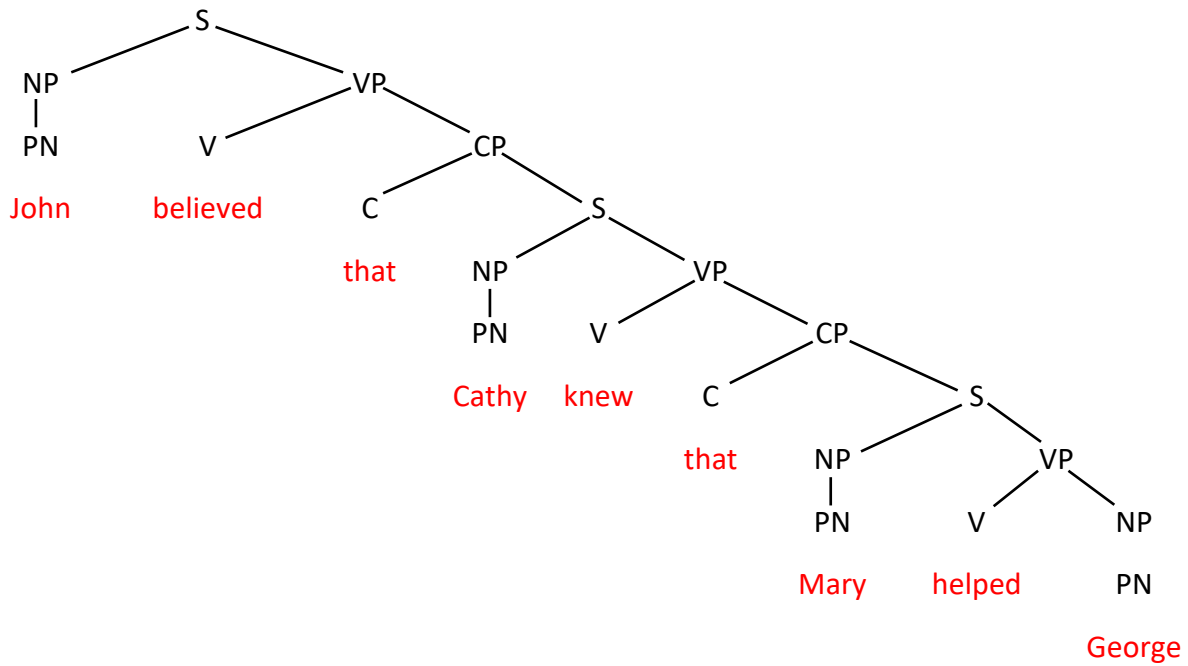 S
NP VP
PN V CP
John believed C S
that NP VP
PN V CP
Cathy knew C S
that NP VP
PN V NP
Mary helped PN
George